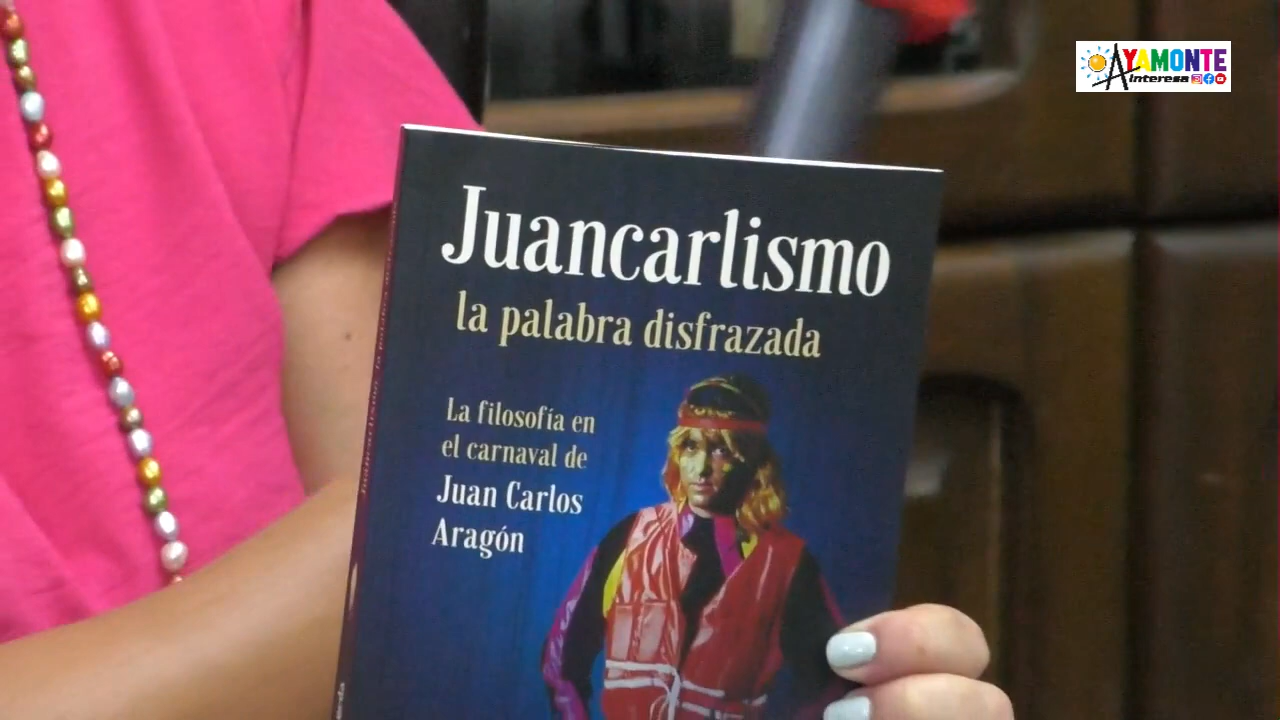 AYAMONTE
interesa
Juancarlismo
la palabra disfrazada
La filosofía en
el carnaval de
Juan Carlos
Aragón